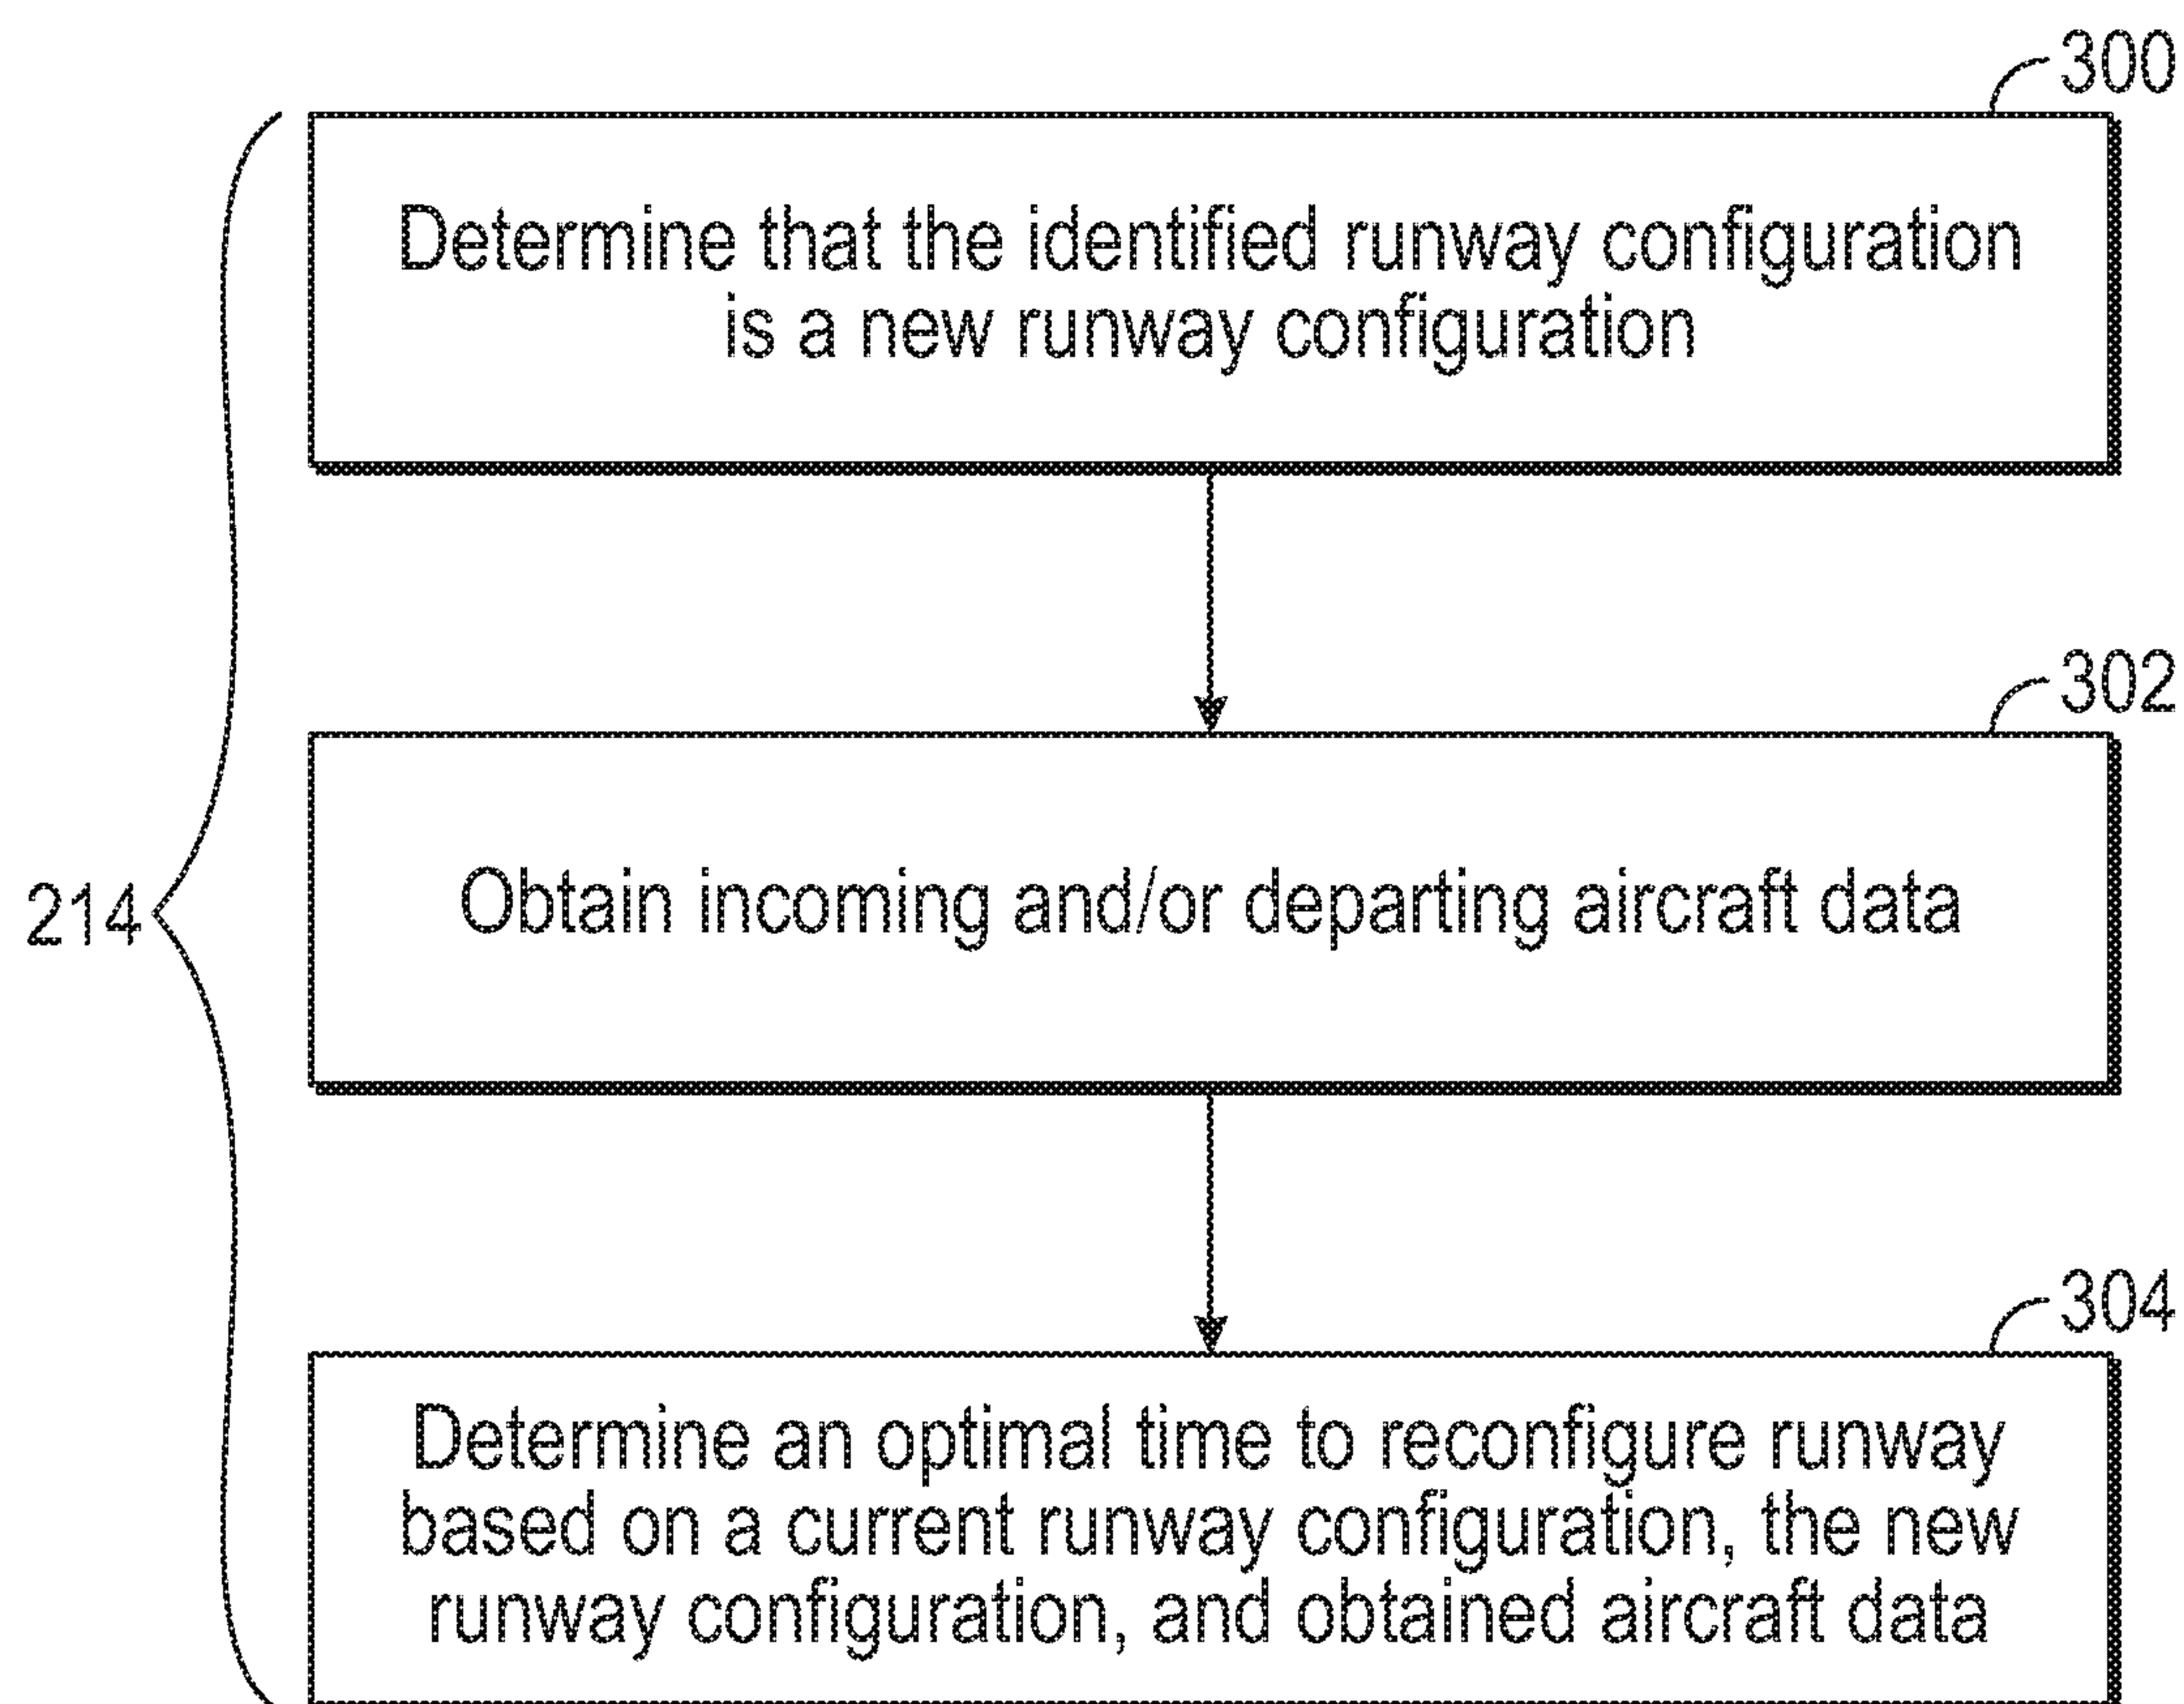 300
Determine that the identified runway configuration
is a new runway configuration
302
Obtain incoming and/or departing aircraft data
214
304
Determine an optimal time to reconfigure runway
based on a current runway configuration, the new
runway configuration, and obtained aircraft data